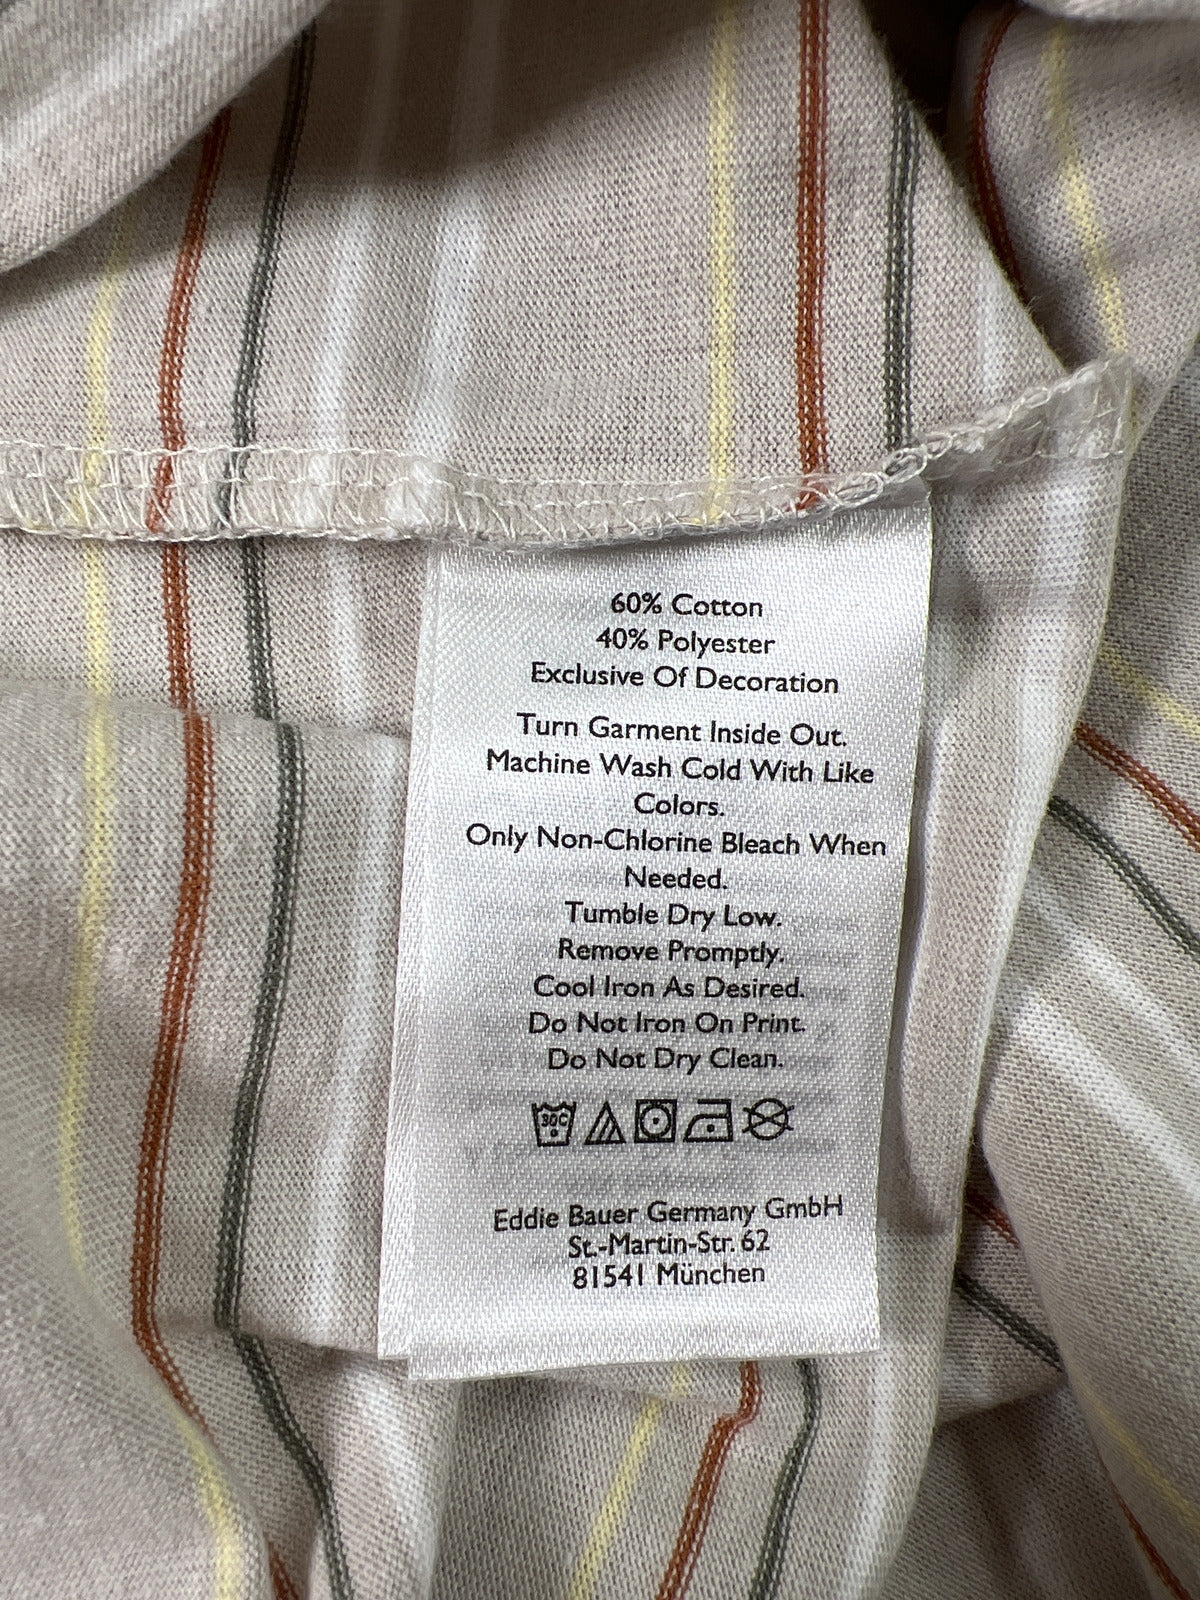 60% Cotton
40% Polyester
Exclusive Of Decoration
Turn Garment Inside Out.
Machine Wash Cold With Like
Colors.
Only Non-Chlorine Bleach When
Needed.
Tumble Dry Low.
Remove Promptly.
Cool Iron As Desired.
Do Not Iron On Print.
Do Not Dry Clean.
30C
Eddie Bauer Germany GmbH
St.-Martin-Str. 62
81541 München